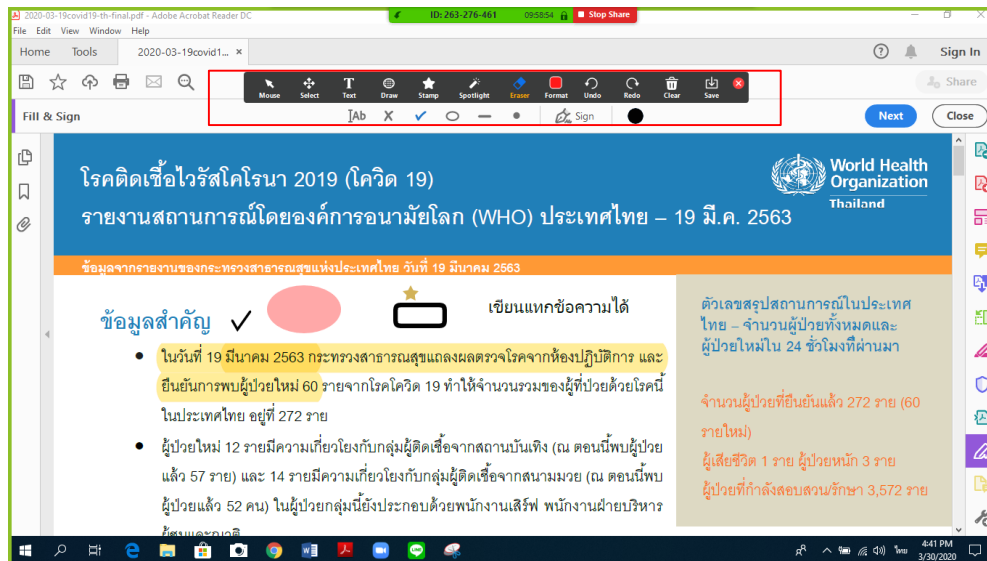 2020-03-19covid19-th-final.pdf - Adobe Acrobat Reader DC
ID: 263-276-461 09:58:54 Stop Share
File Edit View Window Help
Home Tools 2020-03-19covid1... × Sign In
Share
Mouse Select Text Draw Stamp Spotlight Eraser Format Undo Redo Clear Save
Fill & Sign
Ab Sign
Next Close
World Health
Organization
Thailand
โรคติดเชื้อไวรัสโคโรนา 2019 (โควิด 19)
รายงานสถานการณ์โดยองค์การอนามัยโลก (WHO) ประเทศไทย – 19 มี.ค. 2563
ข้อมูลจากรายงานของกระทรวงสาธารณสุขแห่งประเทศไทย วันที่ 19 มีนาคม 2563
ข้อมูลสำคัญ
เขียนแทกข้อความได้
● ในวันที่ 19 มีนาคม 2563 กระทรวงสาธารณสุขแถลงผลตรวจโรคจากห้องปฏิบัติการ และ
ยืนยันการพบผู้ป่วยใหม่ 60 รายจากโรคโควิด 19 ทำให้จำนวนรวมของผู้ที่ป่วยด้วยโรคนี้
ในประเทศไทย อยู่ที่ 272 ราย
● ผู้ป่วยใหม่ 12 รายมีความเกี่ยวโยงกับกลุ่มผู้ติดเชื้อจากสถานบันเทิง (ณ ตอนนี้พบผู้ป่วย
แล้ว 57 ราย) และ 14 รายมีความเกี่ยวโยงกับกลุ่มผู้ติดเชื้อจากสนามมวย (ณ ตอนนี้พบ
ผู้ป่วยแล้ว 52 คน) ในผู้ป่วยกลุ่มนี้ยังประกอบด้วยพนักงานเสิร์ฟ พนักงานฝ่ายบริหาร
ตัวเลขสรุปสถานการณ์ในประเทศ
ไทย – จำนวนผู้ป่วยทั้งหมดและ
ผู้ป่วยใหม่ใน 24 ชั่วโมงที่ผ่านมา
จำนวนผู้ป่วยที่ยืนยันแล้ว 272 ราย (60
รายใหม่)
ผู้เสียชีวิต 1 ราย ผู้ป่วยหนัก 3 ราย
ผู้ป่วยที่กำลังสอบสวน/รักษา 3,572 ราย
ไทย
4:41 PM
3/30/2020